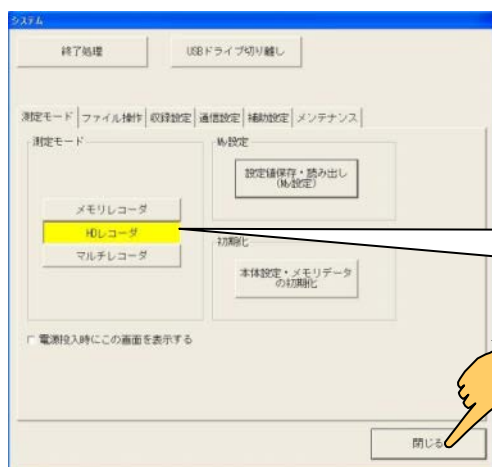 システム
終了処理
USBドライブ切り離し
測定モード
ファイル操作
収録設定
通信設定
補助設定
メンテナンス
測定モード
メモリレコーダ
HDレコーダ
マルチレコーダ
My設定
設定値保存・読み出し
(My設定)
初期化
本体設定・メモリデータ
の初期化
電源投入時にこの画面を表示する
閉じる